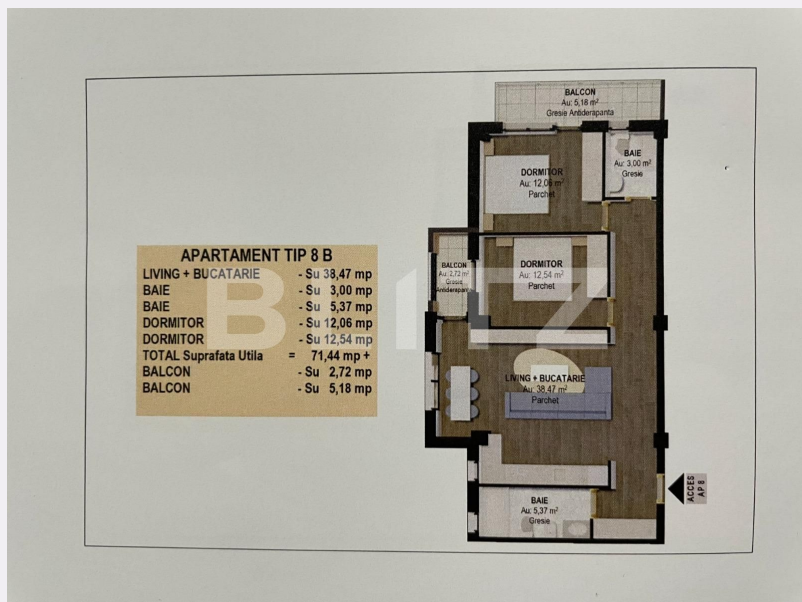 BALCON
Au: 5,18 m²
Gresie Antiderapanta
BAIE
Au: 3,00 m²
Gresie
DORMITOR
Au: 12,06 m²
Parchet
BALCON
Au: 2,72 m²
Gresie
Antiderapanta
DORMITOR
Au: 12,54 m²
Parchet
APARTAMENT TIP 8 B
LIVING + BUCATARIE - Su 38,47 mp
BAIE - Su 3,00 mp
BAIE - Su 5,37 mp
DORMITOR - Su 12,06 mp
DORMITOR - Su 12,54 mp
TOTAL Suprafata Utila = 71,44 mp +
BALCON - Su 2,72 mp
BALCON - Su 5,18 mp
BLITZ
LIVING + BUCATARIE
Au: 38,47 m²
Parchet
ACCES
AP 8
BAIE
Au: 5,37 m²
Gresie